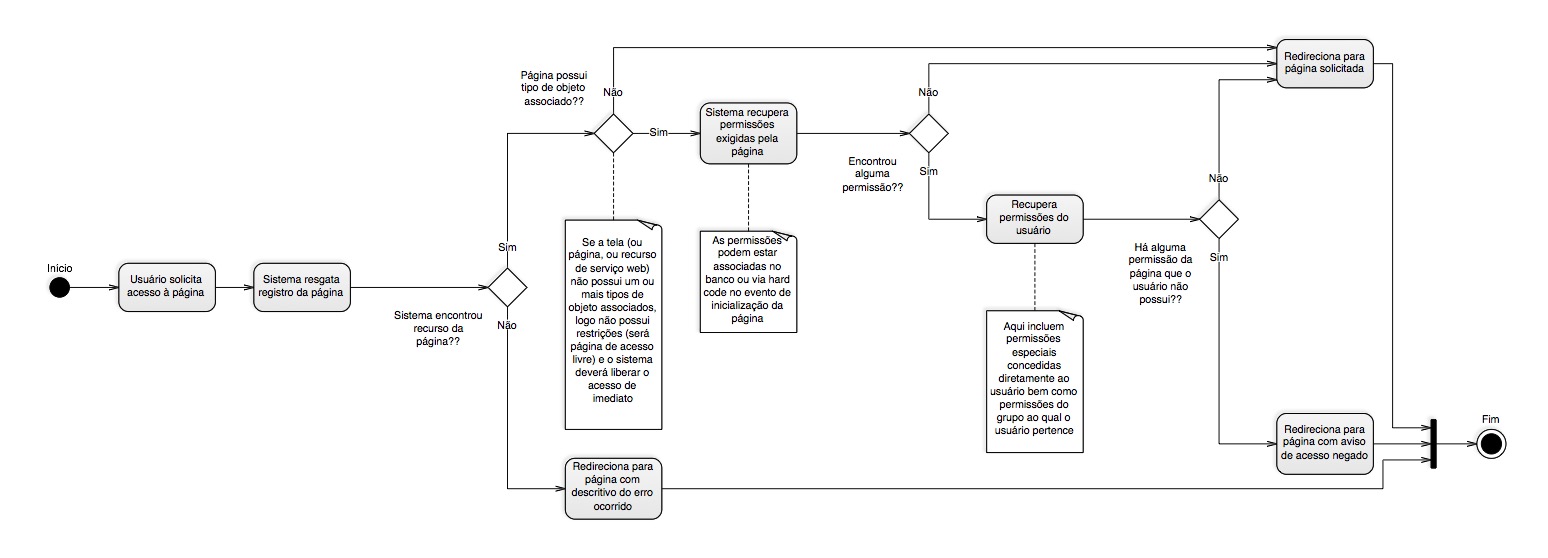 Página possui
tipo de objeto
associado??
Não
Sim
Sistema recupera
permissões
exigidas pela
página
Não
Encontrou
alguma
permissão??
Sim
Redireciona para
página solicitada
Recupera
permissões do
usuário
Não
Há alguma
permissão da
página que o
usuário não
possui??
Sim
Início
Usuário solicita
acesso à página
Sistema resgata
registro da página
Sim
Sistema encontrou
recurso da
página??
Não
Se a tela (ou
página, ou recurso
de serviço web)
não possui um ou
mais tipos de
objeto associados,
logo não possui
restrições (será
página de acesso
livre) e o sistema
deverá liberar o
acesso de
imediato
As permissões
podem estar
associadas no
banco ou via hard
code no evento de
inicialização da
página
Aqui incluem
permissões
especiais
concedidas
diretamente ao
usuário bem como
permissões do
grupo ao qual o
usuário pertence
Redireciona para
página com aviso
de acesso negado
Fim
Redireciona para
página com
descritivo do erro
ocorrido